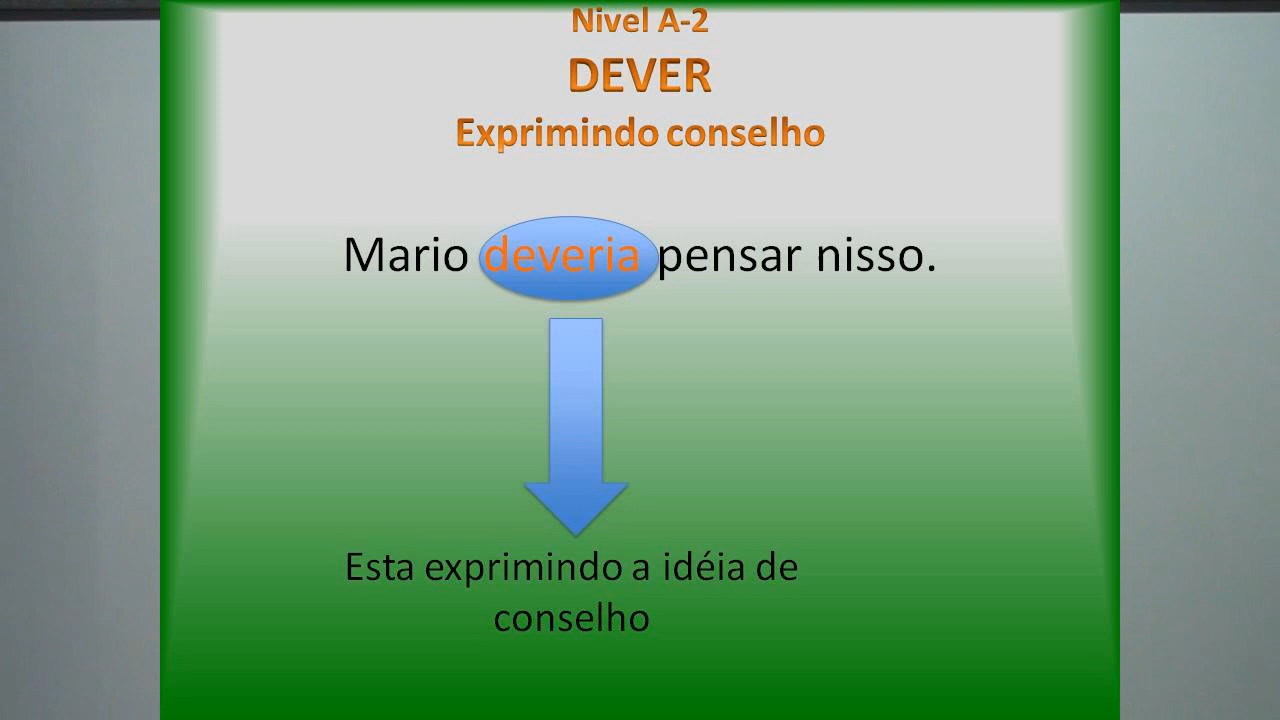 Nivel A-2
DEVER
Exprimindo conselho
Mario deveria pensar nisso.
Esta exprimindo a idéia de
conselho